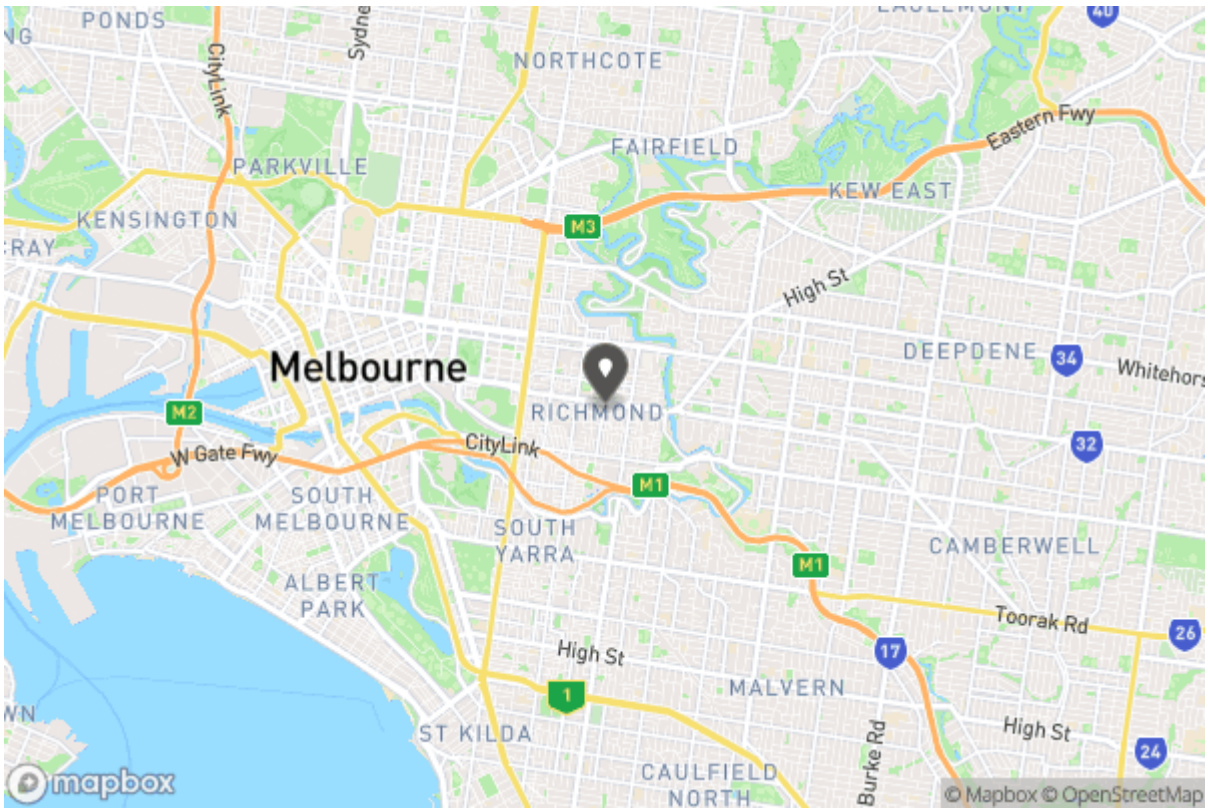 PONDS
CityLink
Sydne
NORTHCOTE
40
Eastern Fwy
FAIRFIELD
PARKVILLE
KEW EAST
KENSINGTON
CRAY
M3
High St
DEEPDENE
34
Whitehors
Melbourne
RICHMOND
M2
W Gate Fwy
CityLink
32
PORT
MELBOURNE
SOUTH
MELBOURNE
M1
SOUTH
YARRA
CAMBERWELL
M1
ALBERT
PARK
Toorak Rd
26
17
High St
1
MALVERN
High St
24
ST KILDA
WN
Burke Rd
CAULFIELD
NORTH
mapbox
© Mapbox © OpenStreetMap